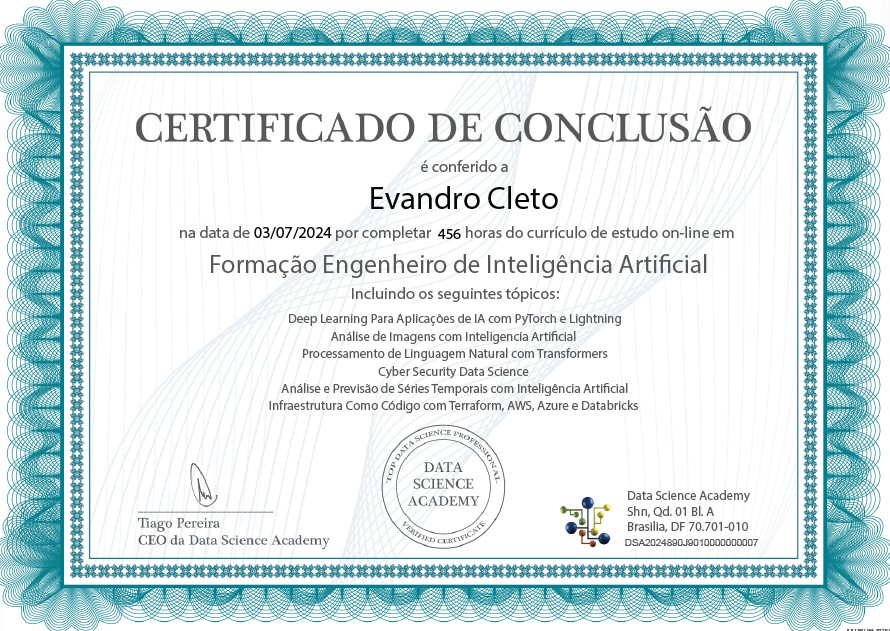 CERTIFICADO DE CONCLUSÃO
é conferido a
Evandro Cleto
na data de 03/07/2024 por completar 456 horas do currículo de estudo on-line em
Formação Engenheiro de Inteligência Artificial
Incluindo os seguintes tópicos:
Deep Learning Para Aplicações de IA com PyTorch e Lightning
Análise de Imagens com Inteligencia Artificial
Processamento de Linguagem Natural com Transformers
Cyber Security Data Science
Análise e Previsão de Séries Temporais com Inteligência Artificial
Infraestrutura Como Código com Terraform, AWS, Azure e Databricks
TOP DATA SCIENCE PROFESSIONAL
DATA
SCIENCE
ACADEMY
VERIFIED CERTIFICATE
Tiago Pereira
CEO da Data Science Academy
Data Science Academy
Shn, Qd. 01 Bl. A
Brasilia, DF 70.701-010
DSA2024890J9010000000007